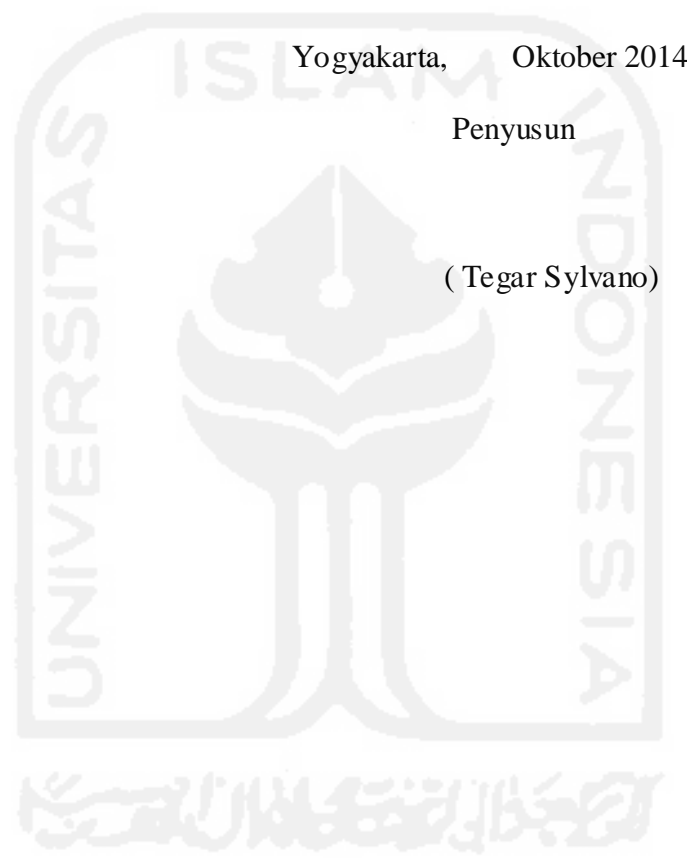 Yogyakarta, Oktober 2014
Penyusun
( Tegar Sylvano)
UNIVERSITAS
ISLAM
INDONESIA